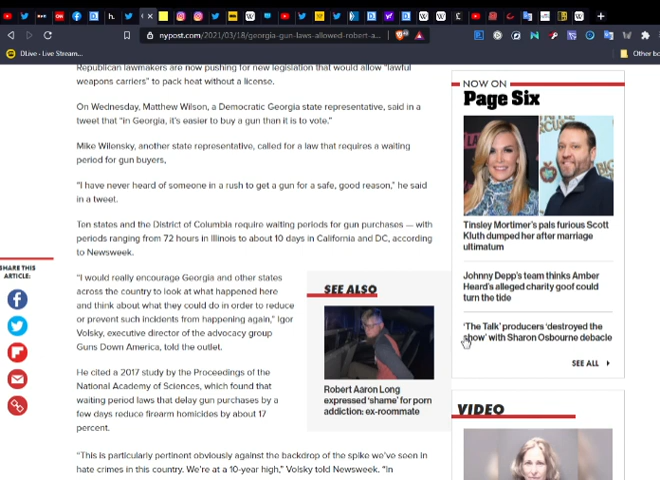 nypost.com/2021/03/18/georgia-gun-laws-allowed-robert-a...
DLive - Live Stream...
Other bo
Republican lawmakers are now pushing for new legislation that would allow “lawful
weapons carriers” to pack heat without a license.
On Wednesday, Matthew Wilson, a Democratic Georgia state representative, said in a
tweet that “in Georgia, it’s easier to buy a gun than it is to vote.”
Mike Wilensky, another state representative, called for a law that requires a waiting
period for gun buyers,
“I have never heard of someone in a rush to get a gun for a safe, good reason,” he said
in a tweet.
Ten states and the District of Columbia require waiting periods for gun purchases — with
periods ranging from 72 hours in Illinois to about 10 days in California and DC, according
to Newsweek.
SHARE THIS
ARTICLE:
“I would really encourage Georgia and other states
across the country to look at what happened here
and think about what they could do in order to reduce
or prevent such incidents from happening again,” Igor
Volsky, executive director of the advocacy group
Guns Down America, told the outlet.
He cited a 2017 study by the Proceedings of the
National Academy of Sciences, which found that
waiting period laws that delay gun purchases by a
few days reduce firearm homicides by about 17
percent.
SEE ALSO
Robert Aaron Long
expressed ‘shame’ for porn
addiction: ex-roommate
“This is particularly pertinent obviously against the backdrop of the spike we’ve seen in
hate crimes in this country. We’re at a 10-year high,” Volsky told Newsweek. “In
NOW ON
Page Six
Tinsley Mortimer’s pals furious Scott
Kluth dumped her after marriage
ultimatum
Johnny Depp’s team thinks Amber
Heard’s alleged charity goof could
turn the tide
‘The Talk’ producers ‘destroyed the
show’ with Sharon Osbourne debacle
SEE ALL
VIDEO